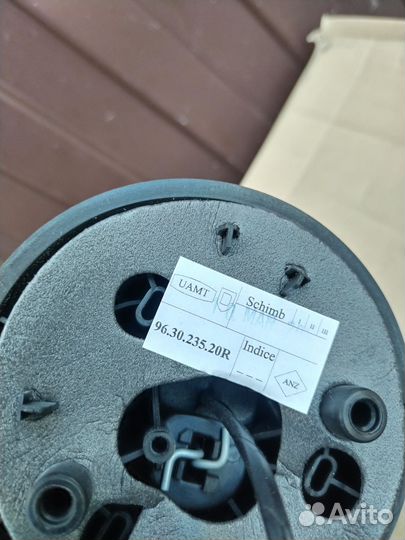 UAMT Schimb I II III
96.30.235.20R Indice
_ _ _ ANZ
Avito